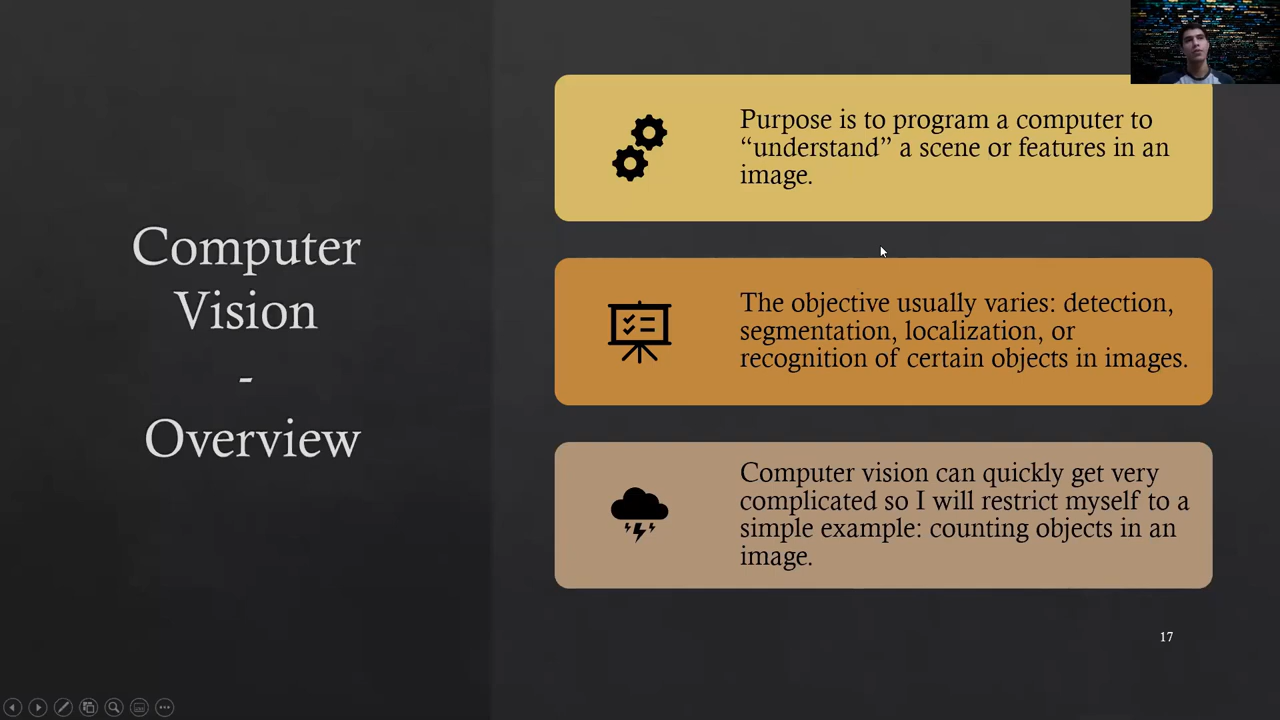 Computer
Vision
-
Overview
Purpose is to program a computer to
“understand” a scene or features in an
image.
The objective usually varies: detection,
segmentation, localization, or
recognition of certain objects in images.
Computer vision can quickly get very
complicated so I will restrict myself to a
simple example: counting objects in an
image.
17